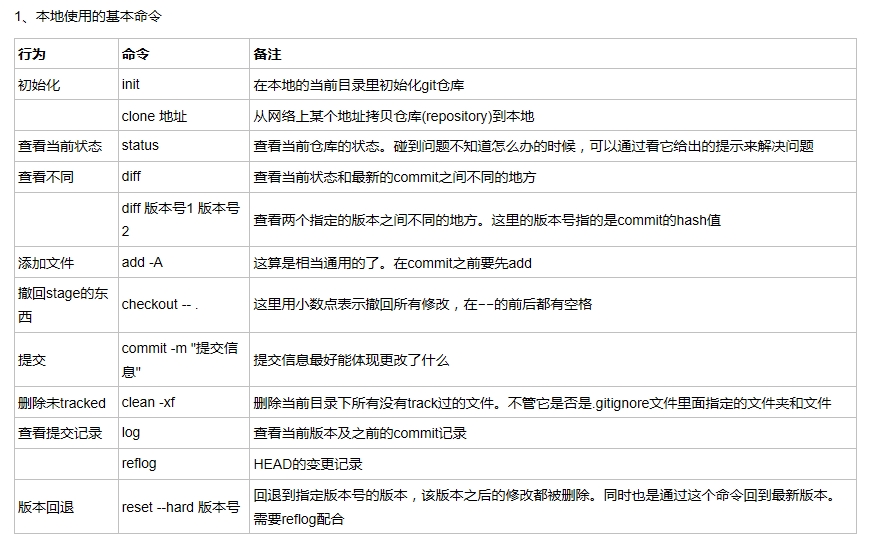 1、本地使用的基本命令
行为 命令 备注
初始化 init 在本地的当前目录里初始化git仓库
clone 地址 从网络上某个地址拷贝仓库(repository)到本地
查看当前状态 status 查看当前仓库的状态。碰到问题不知道怎么办的时候，可以通过看它给出的提示来解决问题
查看不同 diff 查看当前状态和最新的commit之间不同的地方
diff 版本号1 版本号
2
查看两个指定的版本之间不同的地方。这里的版本号指的是commit的hash值
添加文件 add -A 这算是相当通用的了。在commit之前要先add
撤回stage的东
西
checkout -- . 这里用小数点表示撤回所有修改，在--的前后都有空格
提交
commit -m "提交信
息"
提交信息最好能体现更改了什么
删除未tracked clean -xf 删除当前目录下所有没有track过的文件。不管它是否是.gitignore文件里面指定的文件夹和文件
查看提交记录 log 查看当前版本及之前的commit记录
reflog HEAD的变更记录
版本回退 reset --hard 版本号
回退到指定版本号的版本，该版本之后的修改都被删除。同时也是通过这个命令回到最新版本。
需要reflog配合